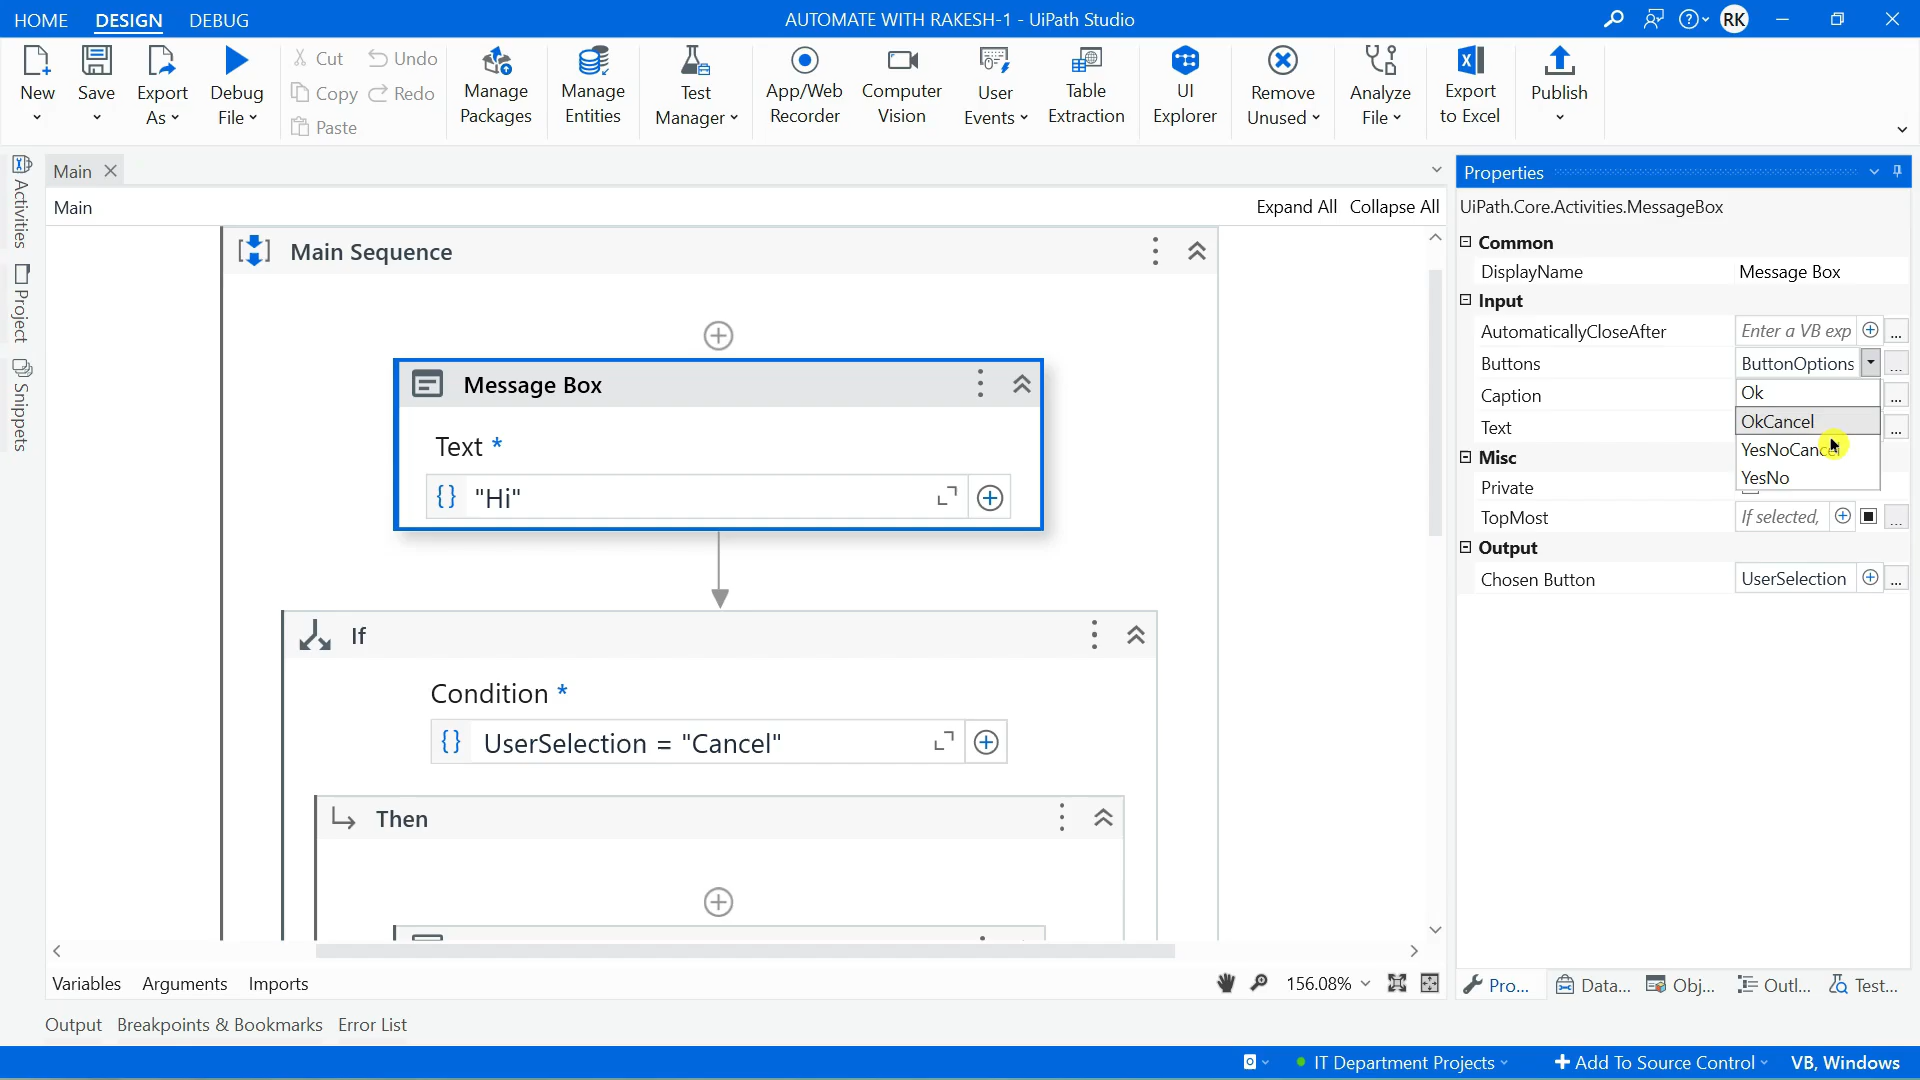 HOME DESIGN DEBUG
AUTOMATE WITH RAKESH-1 - UiPath Studio
RK
New
Save
Export As
Debug File
Cut
Copy
Paste
Undo
Redo
Manage Packages
Manage Entities
Test Manager
App/Web Recorder
Computer Vision
User Events
Table Extraction
UI Explorer
Remove Unused
Analyze File
Export to Excel
Publish
Activities
Project
Snippets
Main
Main
Expand All Collapse All
Main Sequence
Message Box
Text *
{} "Hi"
If
Condition *
{} UserSelection = "Cancel"
Then
Variables Arguments Imports
156.08%
Output Breakpoints & Bookmarks Error List
Properties
UiPath.Core.Activities.MessageBox
Common
DisplayName Message Box
Input
AutomaticallyCloseAfter Enter a VB exp ...
Buttons ButtonOptions ...
Caption ...
Text ...
Ok
OkCancel
YesNoCancel
YesNo
Misc
Private
TopMost If selected, ...
Output
Chosen Button UserSelection ...
Pro... Data... Obj... Outl... Test...
IT Department Projects
Add To Source Control
VB, Windows